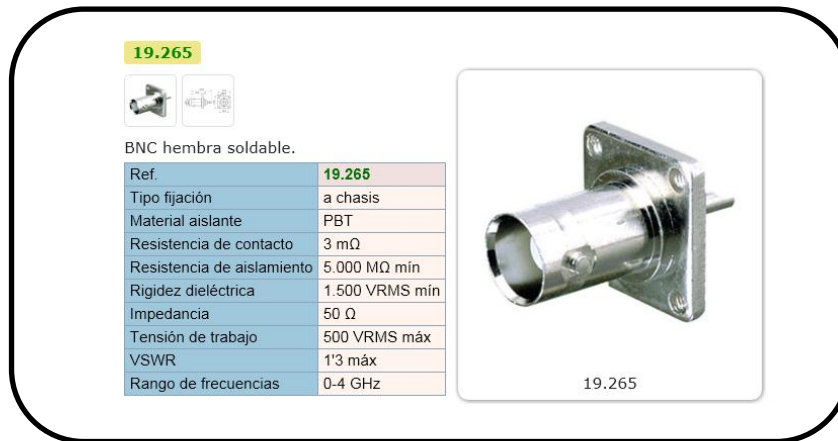 19.265
BNC hembra soldable.
Ref. 19.265
Tipo fijación a chasis
Material aislante PBT
Resistencia de contacto 3 mΩ
Resistencia de aislamiento 5.000 MΩ mín
Rigidez dieléctrica 1.500 VRMS mín
Impedancia 50 Ω
Tensión de trabajo 500 VRMS máx
VSWR 1'3 máx
Rango de frecuencias 0-4 GHz
19.265